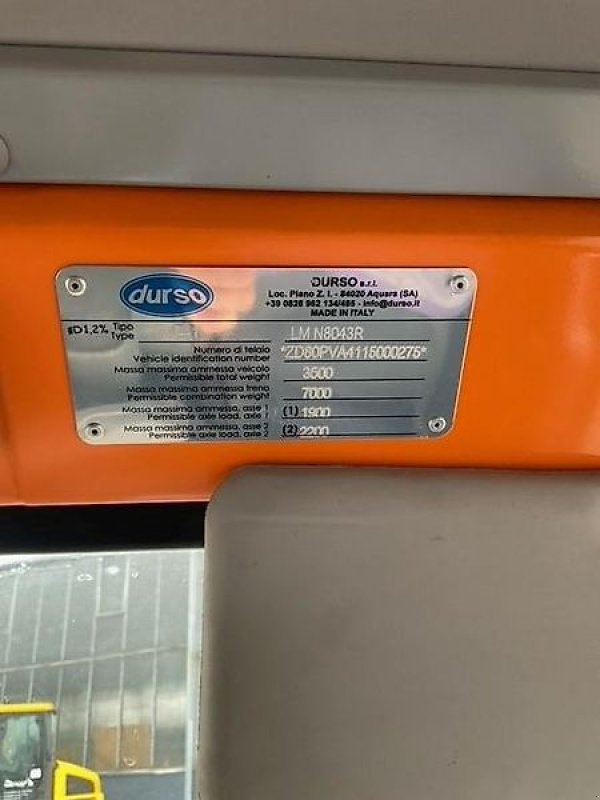 durso
DURSO s.r.l.
Loc. Piano Z. I. - 84020 Aquara (SA)
+39 0828 962 134/485 - info@durso.it
MADE IN ITALY
D1,2% Tipo
Type
LM N8043R
Numero di telaio
Vehicle identification number
*ZD80PVA4115000275*
Massa massima ammessa veicolo
Permissible total weight
3500
Massa massima ammessa treno
Permissible combination weight
7000
Massa massima ammessa, asse 1
Permissible axle load, axle 1
(1) 1900
Massa massima ammessa, asse 2
Permissible axle load, axle 2
(2) 2200